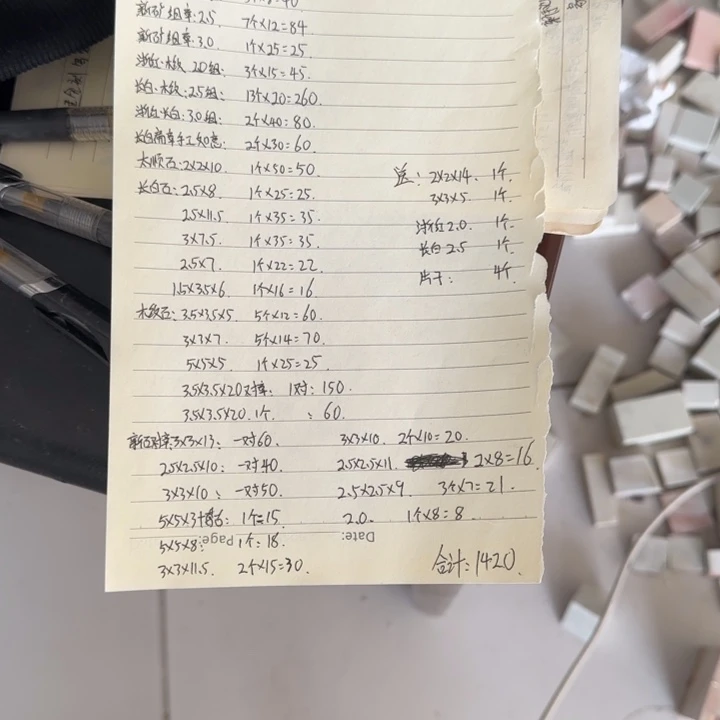 =40
新矿组章:2.5 7个×12=84
新矿组章:3.0 1个×25=25
浙红·木纹 2.0组: 3个×15=45.
长白·木纹:2.5组: 13个×20=260.
浙红·长白:3.0组: 2个×40=80.
长白扁章手工如意: 2个×30=60.
大顺石:2×2×10 1个×50=50.
长白石:2.5×8 1个×25=25.
2.5×11.5 1个×35=35.
3×7.5 1个×35=35
2.5×7 1个×22=22
1.5×3.5×6 1个×16=16
木纹石:3.5×3.5×5 5个×12=60.
3×3×7 5个×14=70.
5×5×5 1个×25=25
3.5×3.5×20对章 1对:150.
3.5×3.5×20.1个 :60.
送: 2×2×14、1个.
3×3×5 1个.
浙红2.0. 1个.
长白2.5 1个.
片子: 4个.
3×3×13: 一对60.
2.5×2.5×10: 一对40.
3×3×10: 一对50.
5×5×3 1个=15
5×5×8: 1个:18.
3×3×11.5. 2个×15=30.
3×3×10 2个×10=20.
2.5×2.5×11 2×8=16.
2.5×2.5×9 3个×7=21.
2.0. 1个×8=8
Date:
Page:
合计:1420.